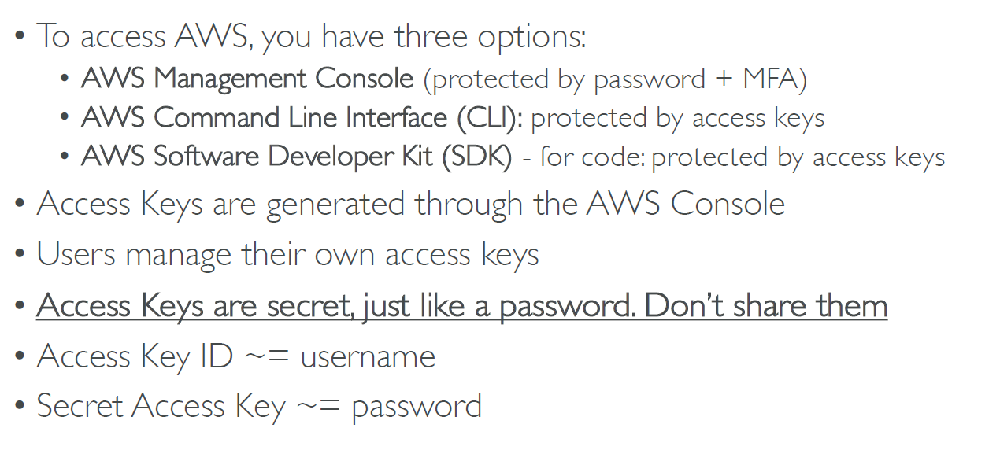 • To access AWS, you have three options:
• AWS Management Console (protected by password + MFA)
• AWS Command Line Interface (CLI): protected by access keys
• AWS Software Developer Kit (SDK) - for code: protected by access keys
• Access Keys are generated through the AWS Console
• Users manage their own access keys
• Access Keys are secret, just like a password. Don’t share them
• Access Key ID ~= username
• Secret Access Key ~= password